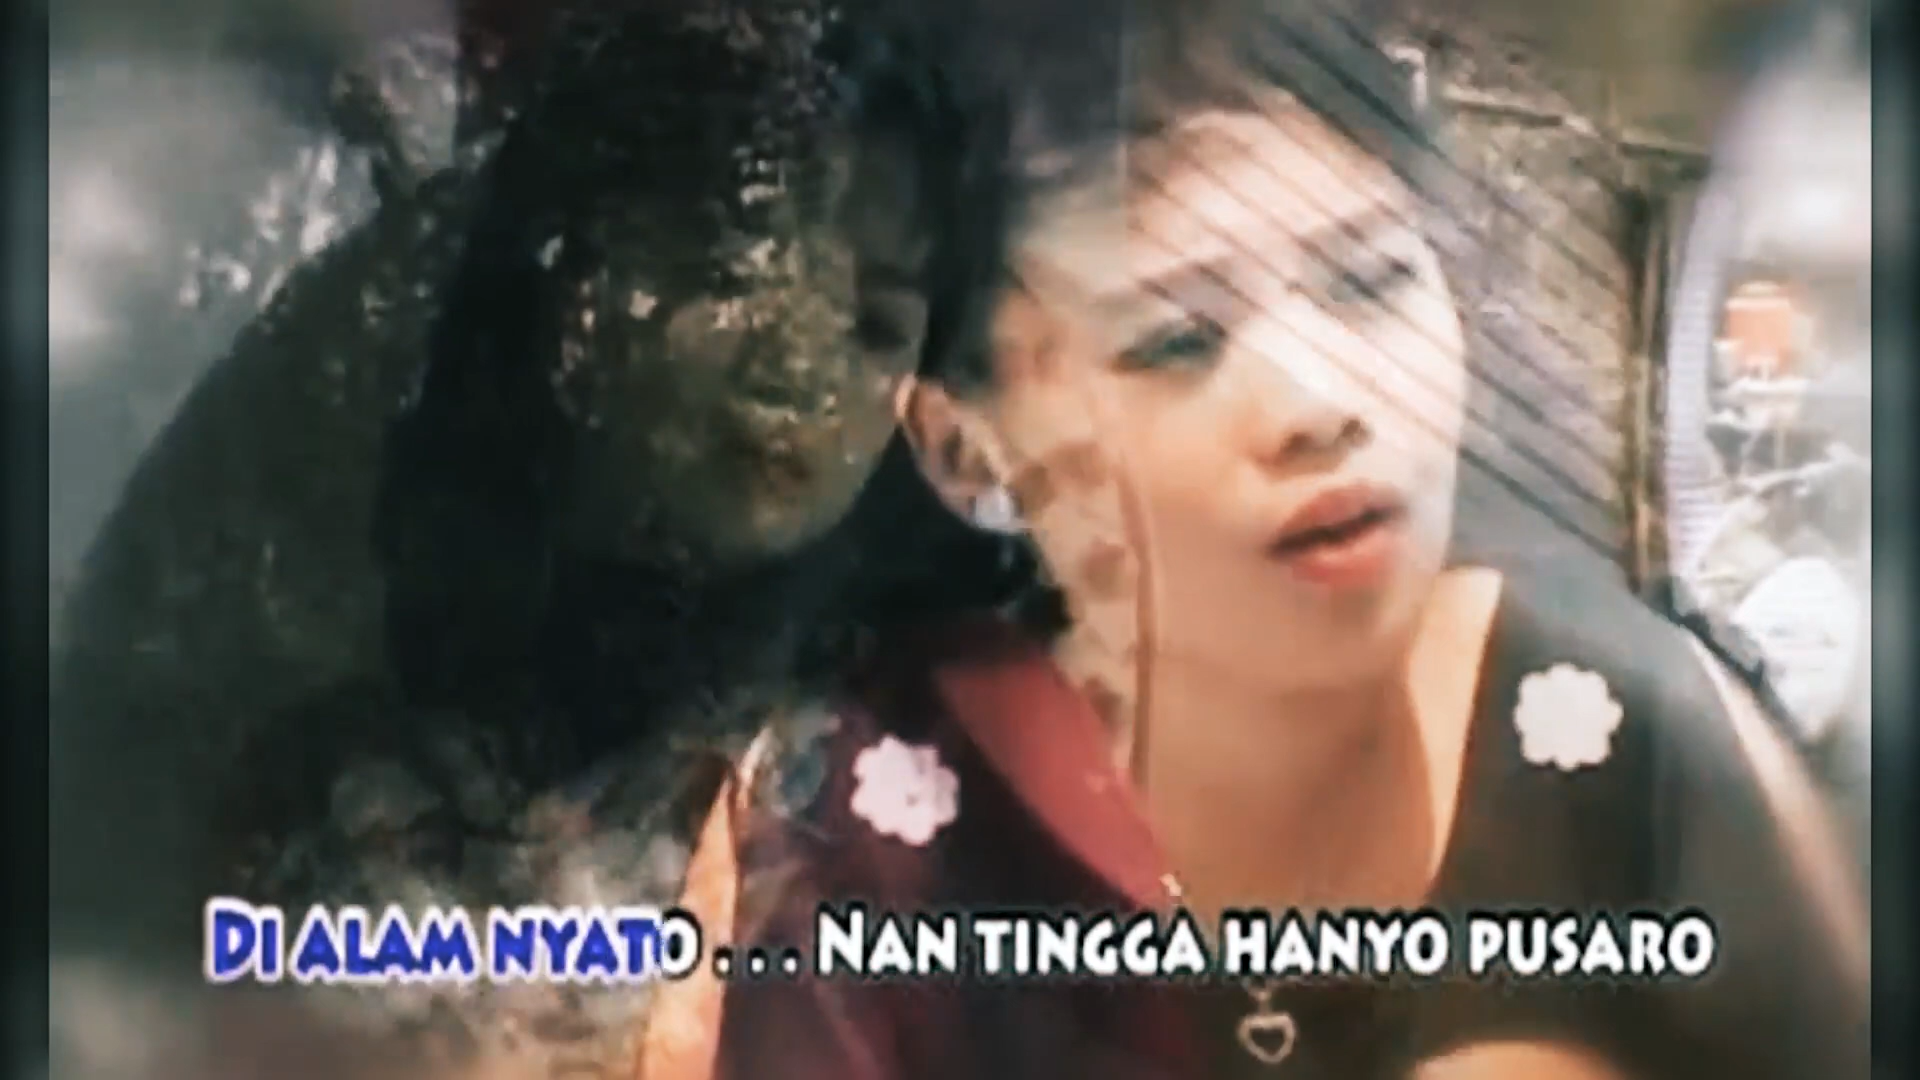 DI ALAM NYATO . . . NAN TINGGA HANYO PUSARO